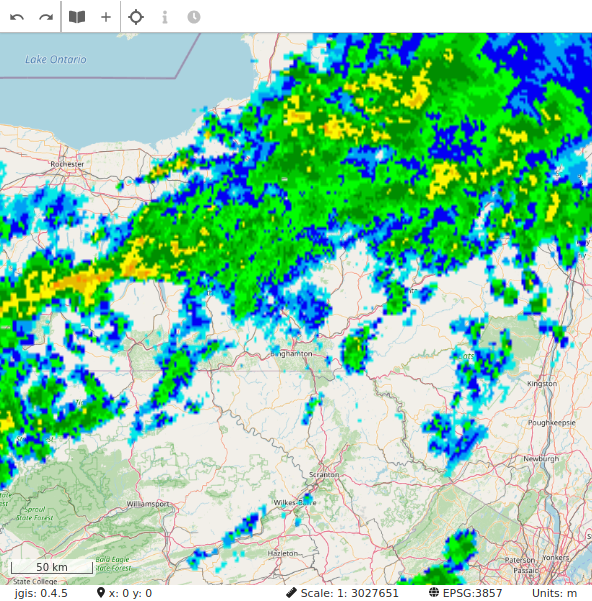 Lake Ontario
Rochester
Binghamton
Kingston
Poughkeepsie
Newburgh
Scranton
Wilkes-Barre
Williamsport
Sproul
State Forest
Hazleton
Bald Eagle
State Forest
Paterson
Yonkers
Passaic
50 km
State College
jgis: 0.4.5 x: 0 y: 0 Scale: 1: 3027651 EPSG:3857 Units: m